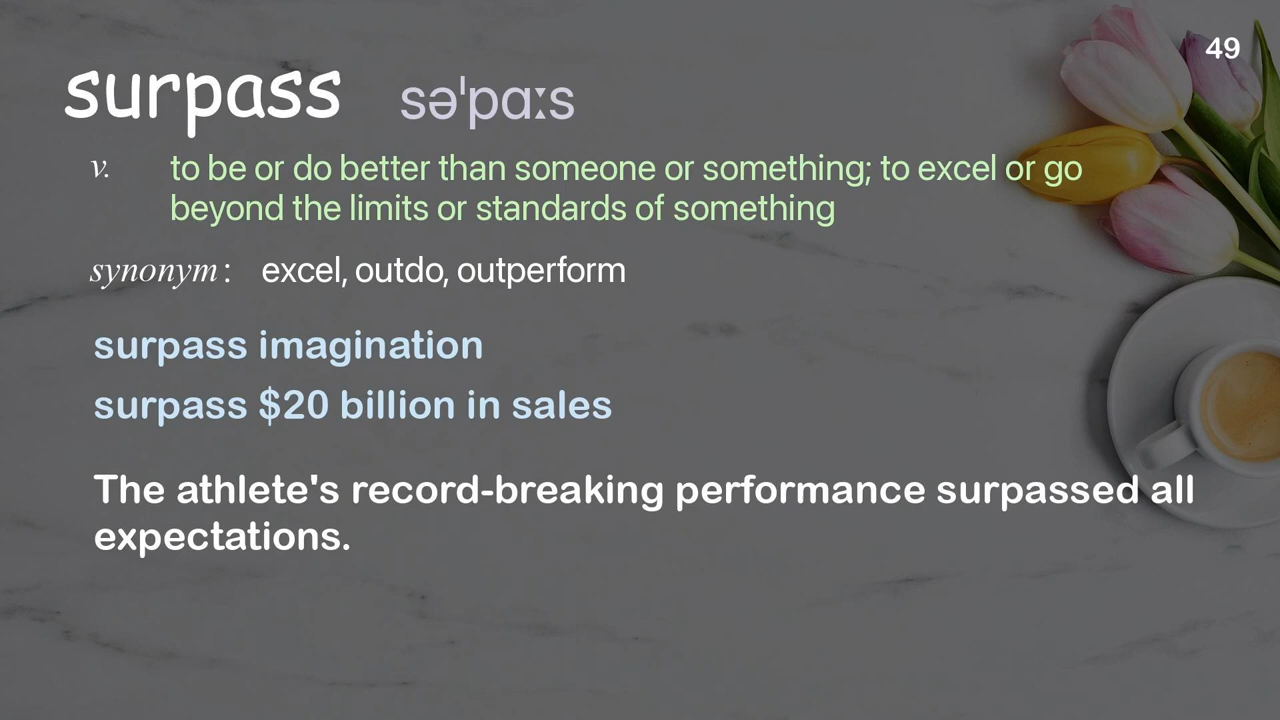 49
surpass səˈpɑːs
v. to be or do better than someone or something; to excel or go
beyond the limits or standards of something
synonym: excel, outdo, outperform
surpass imagination
surpass $20 billion in sales
The athlete's record-breaking performance surpassed all
expectations.